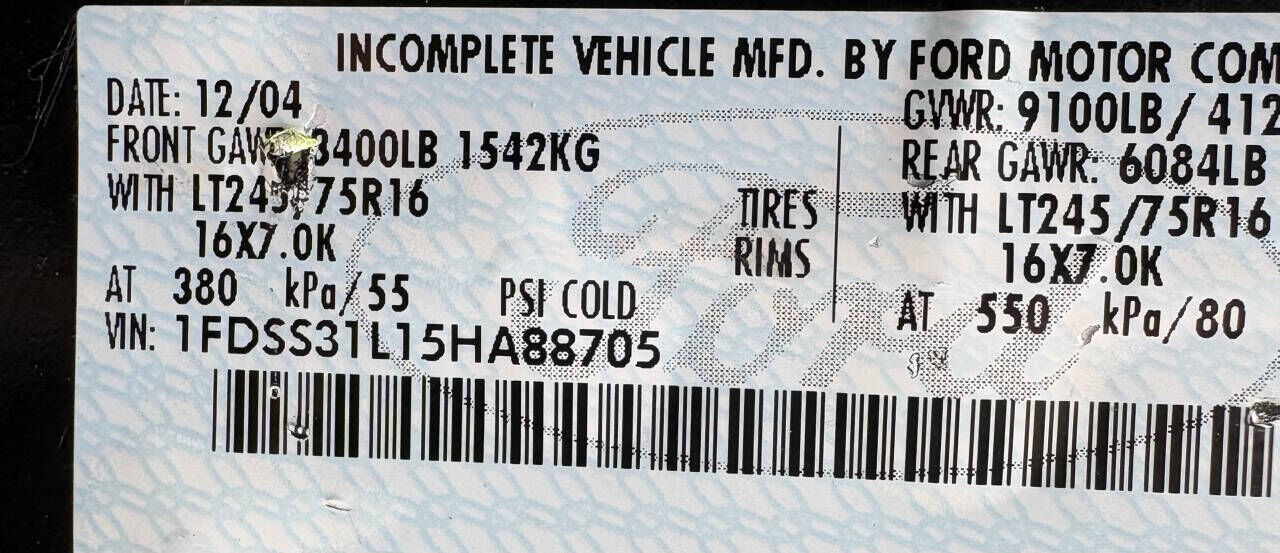 INCOMPLETE VEHICLE MFD. BY FORD MOTOR COM
DATE: 12/04
GVWR: 9100LB/ 412
FRONT GAWR: 3400LB 1542KG
REAR GAWR: 6084LB
WITH LT245/75R16 TIRES
WITH LT245/75R16
16X7.0K RIMS
16X7.0K
AT 380 kPa/55 PSI COLD
AT 550 kPa/80
VIN: 1FDSS31L15HA88705
Ford